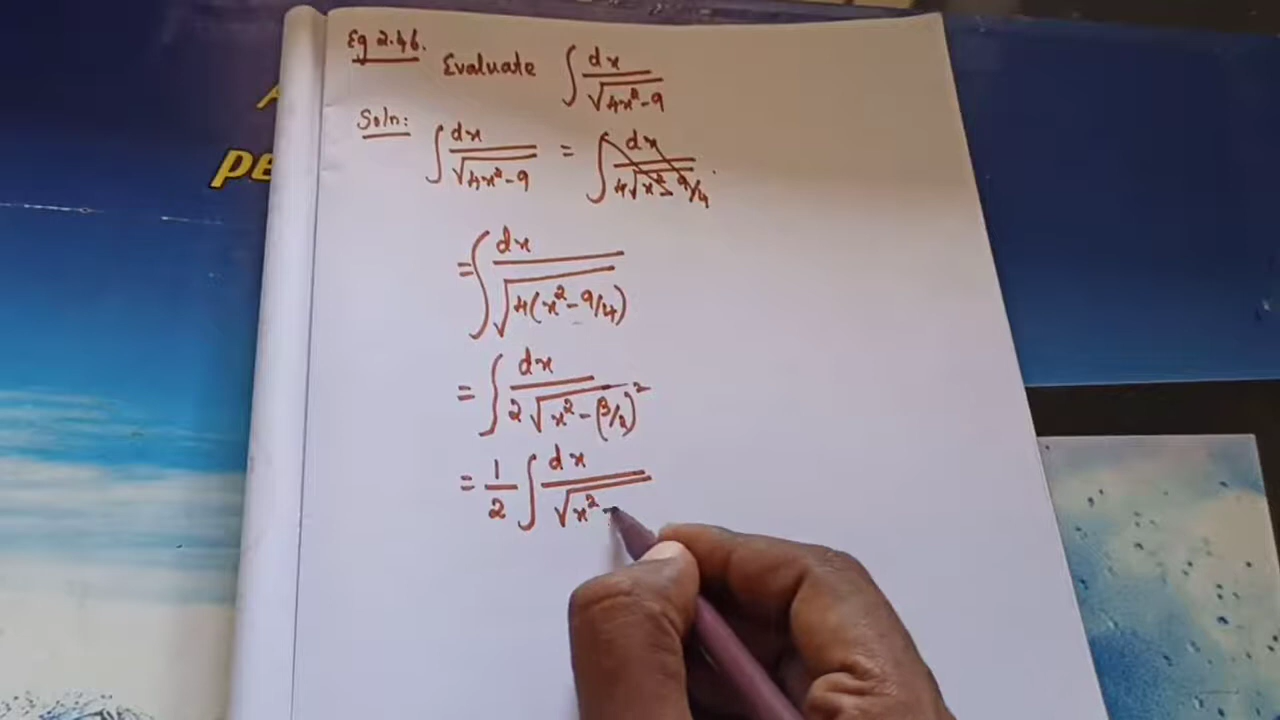 Eg 2.46. Evaluate ∫ dx / √(4x² - 9)
Soln: ∫ dx / √(4x² - 9) = ∫ dx / 4√(x² - 9/4) .
= ∫ dx / √(4(x² - 9/4))
= ∫ dx / 2√(x² - (3/2)²)
= 1/2 ∫ dx / √(x² -
pe